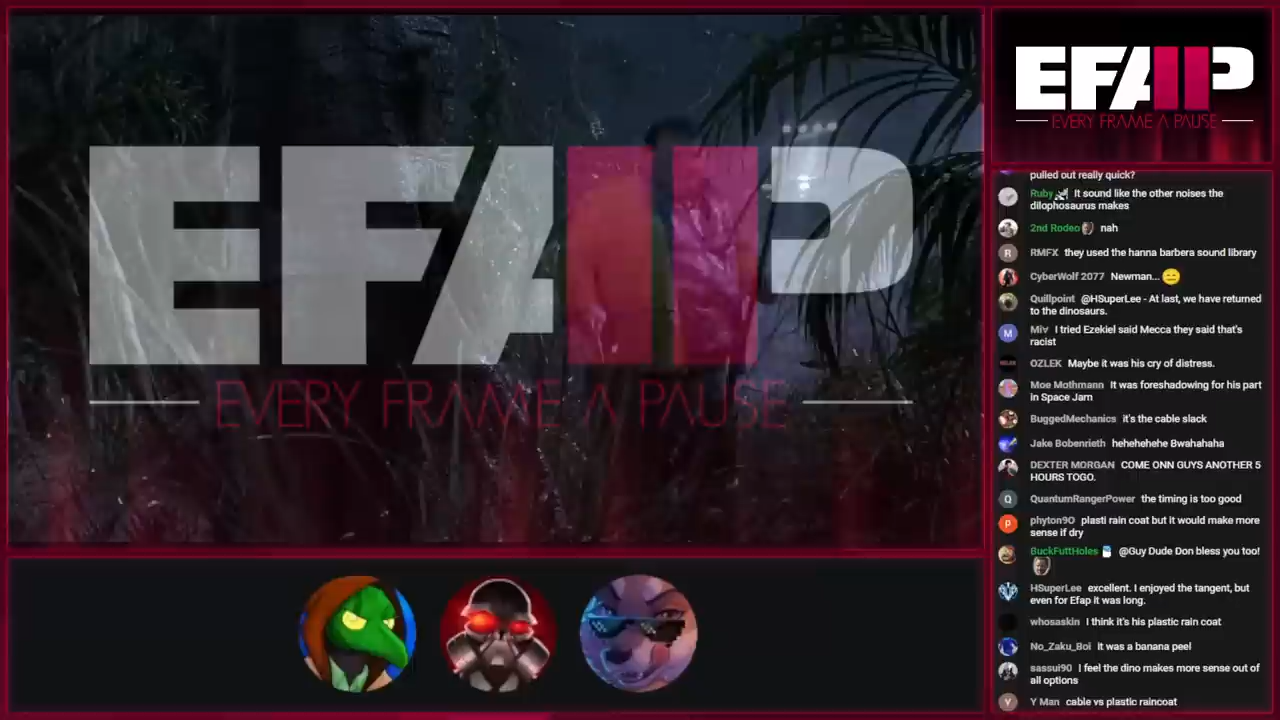 EFAP
EVERY FRAME A PAUSE
EFAP
EVERY FRAME A PAUSE
pulled out really quick?
Ruby It sound like the other noises the
dilophosaurus makes
2nd Rodeo nah
R RMFX they used the hanna barbera sound library
CyberWolf 2077 Newman... 😑
Quillpoint @HSuperLee - At last, we have returned
to the dinosaurs.
M Miv I tried Ezekiel said Mecca they said that's
racist
OZLEK Maybe it was his cry of distress.
Moe Mothmann It was foreshadowing for his part
in Space Jam
BuggedMechanics it's the cable slack
Jake Bobenrieth hehehehehe Bwahahaha
DEXTER MORGAN COME ONN GUYS ANOTHER 5
HOURS TOGO.
Q QuantumRangerPower the timing is too good
P phyton90 plasti rain coat but it would make more
sense if dry
BuckFuttHoles @Guy Dude Don bless you too!
HSuperLee excellent. I enjoyed the tangent, but
even for Efap it was long.
whosaskin I think it's his plastic rain coat
No_Zaku_Boi It was a banana peel
sassui90 I feel the dino makes more sense out of
all options
Y Y Man cable vs plastic raincoat